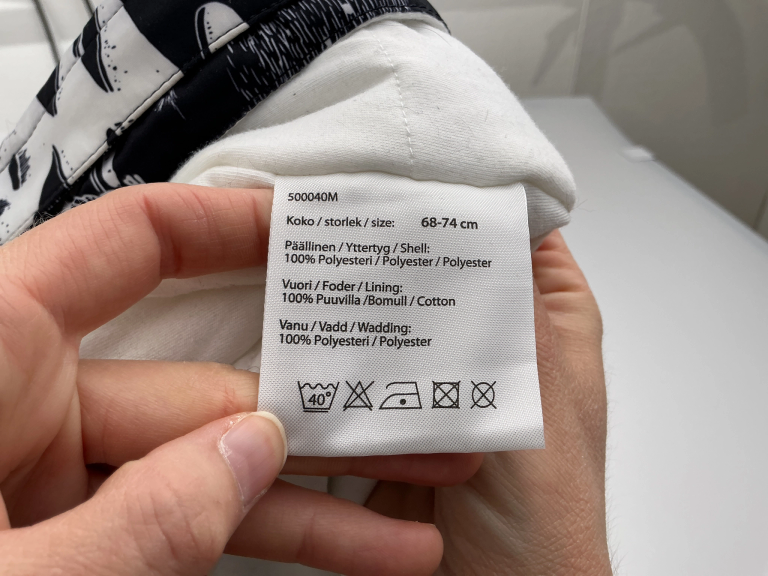 500040M
Koko / storlek / size: 68-74 cm
Päällinen / Yttertyg / Shell:
100% Polyesteri / Polyester / Polyester
Vuori / Foder / Lining:
100% Puuvilla /Bomull / Cotton
Vanu / Vadd / Wadding:
100% Polyesteri / Polyester
40°